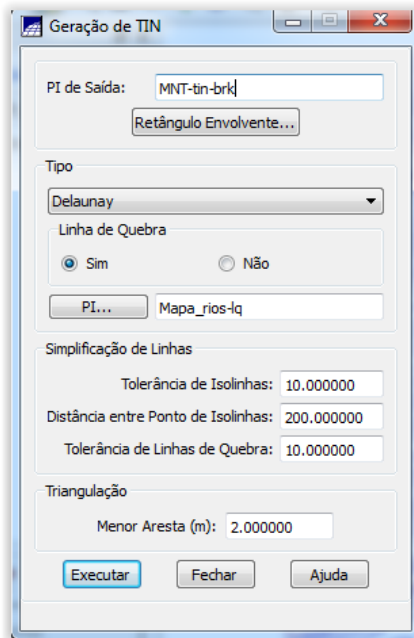 Geração de TIN
PI de Saída: MNT-tin-brk
Retângulo Envolvente...
Tipo
Delaunay
Linha de Quebra
Sim Não
PI... Mapa_rios-lq
Simplificação de Linhas
Tolerância de Isolinhas: 10.000000
Distância entre Ponto de Isolinhas: 200.000000
Tolerância de Linhas de Quebra: 10.000000
Triangulação
Menor Aresta (m): 2.000000
Executar Fechar Ajuda